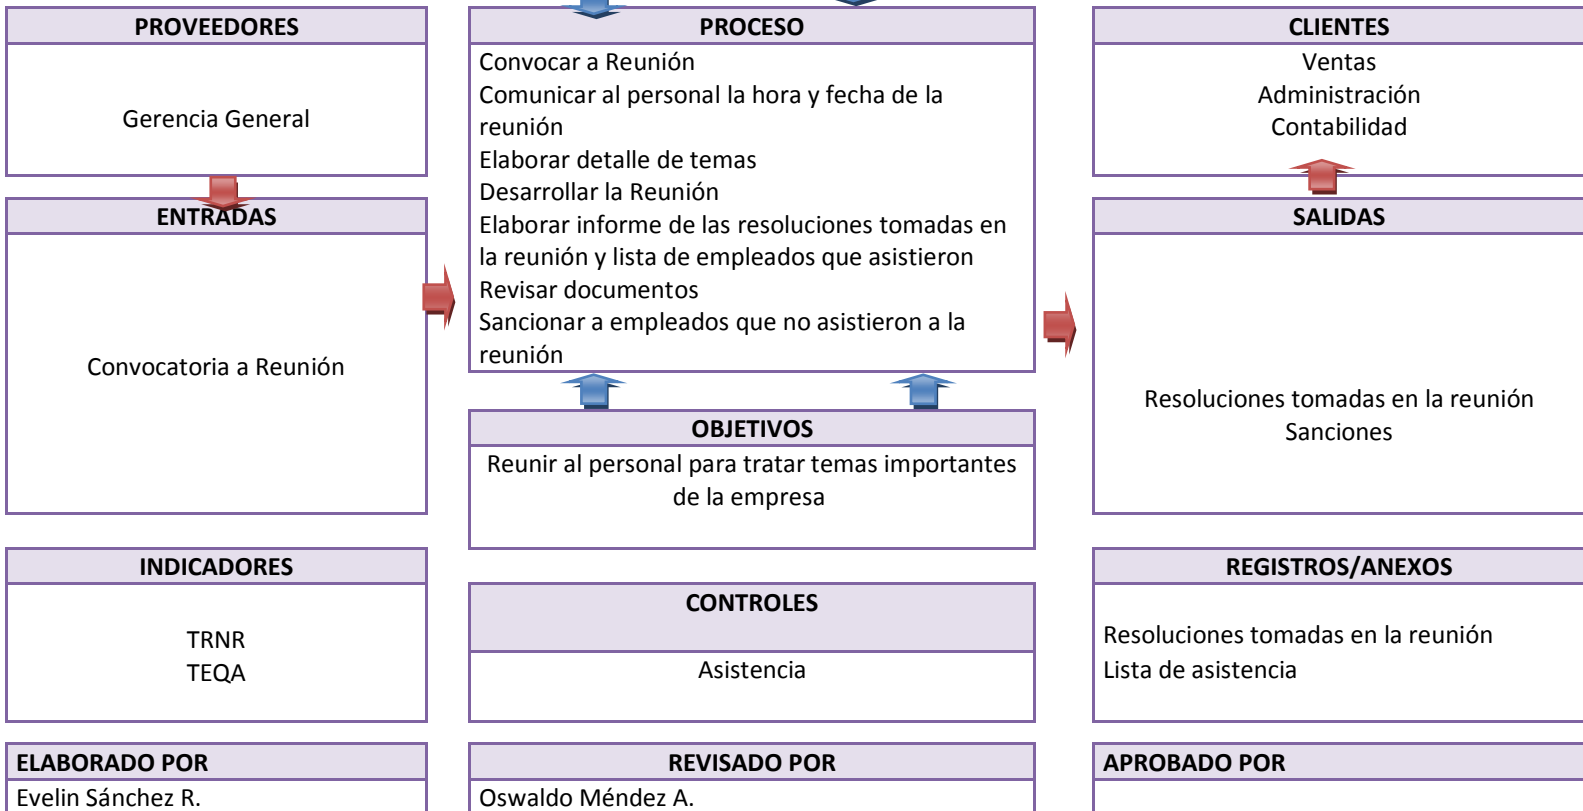 PROVEEDORES
Gerencia General
ENTRADAS
Convocatoria a Reunión
PROCESO
Convocar a Reunión
Comunicar al personal la hora y fecha de la
reunión
Elaborar detalle de temas
Desarrollar la Reunión
Elaborar informe de las resoluciones tomadas en
la reunión y lista de empleados que asistieron
Revisar documentos
Sancionar a empleados que no asistieron a la
reunión
OBJETIVOS
Reunir al personal para tratar temas importantes
de la empresa
CLIENTES
Ventas
Administración
Contabilidad
SALIDAS
Resoluciones tomadas en la reunión
Sanciones
INDICADORES
TRNR
TEQA
CONTROLES
Asistencia
REGISTROS/ANEXOS
Resoluciones tomadas en la reunión
Lista de asistencia
ELABORADO POR
Evelin Sánchez R.
REVISADO POR
Oswaldo Méndez A.
APROBADO POR